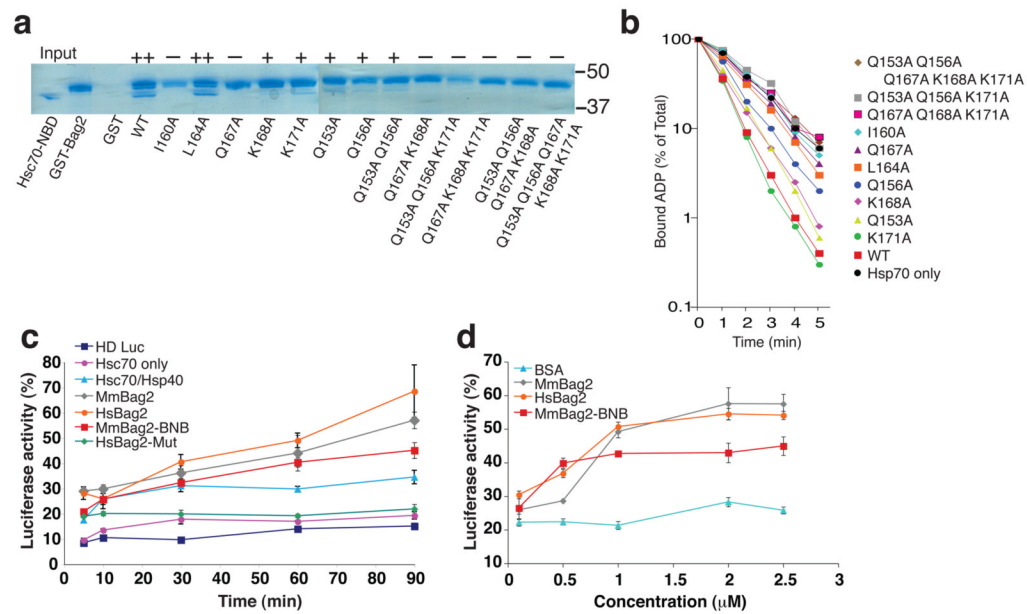 a
Input
++ — ++ — + + + + + — — — — —
50
37
Hsc70-NBD
GST-Bag2
GST
WT
I160A
L164A
Q167A
K168A
K171A
Q153A
Q156A
Q153A Q156A
Q167A K168A
Q153A Q156A K171A
Q167A K168A K171A
Q153A Q156A
Q167A K168A
Q153A Q156A Q167A
K168A K171A
b
Bound ADP (% of Total)
100
10
1
0.1
0 1 2 3 4 5
Time (min)
Q153A Q156A
Q167A K168A K171A
Q153A Q156A K171A
Q167A Q168A K171A
I160A
Q167A
L164A
Q156A
K168A
Q153A
K171A
WT
Hsp70 only
c
HD Luc
Hsc70 only
Hsc70/Hsp40
MmBag2
HsBag2
MmBag2-BNB
HsBag2-Mut
Luciferase activity (%)
80
70
60
50
40
30
20
10
0
0 10 20 30 40 50 60 70 80 90
Time (min)
d
BSA
MmBag2
HsBag2
MmBag2-BNB
Luciferase activity (%)
70
60
50
40
30
20
10
0 0.5 1 2 2.5 3
Concentration (μM)